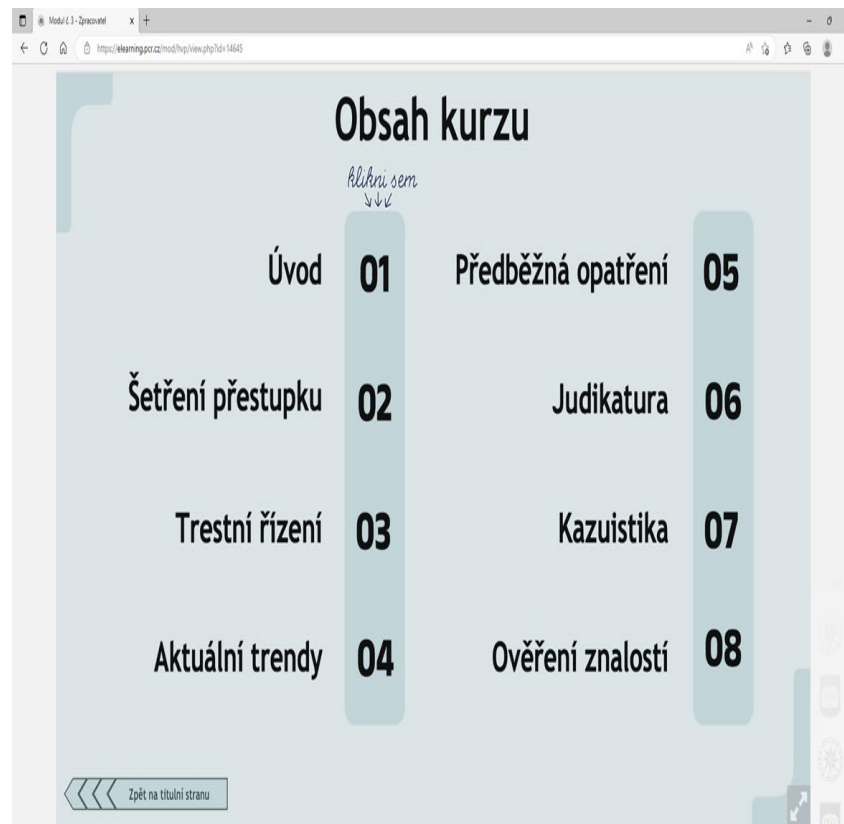 Modul č. 3 - Zpracovatel
https://elearning.pcr.cz/mod/hvp/view.php?id=14645
Obsah kurzu
klikni sem
Úvod 01
Šetření přestupku 02
Trestní řízení 03
Aktuální trendy 04
Předběžná opatření 05
Judikatura 06
Kazuistika 07
Ověření znalostí 08
Zpět na titulní stranu